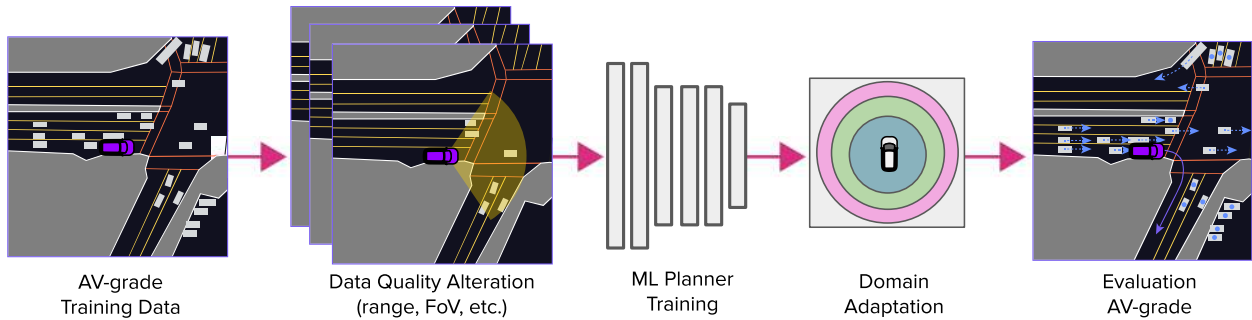 AV-grade
Training Data
Data Quality Alteration
(range, FoV, etc.)
ML Planner
Training
Domain
Adaptation
Evaluation
AV-grade